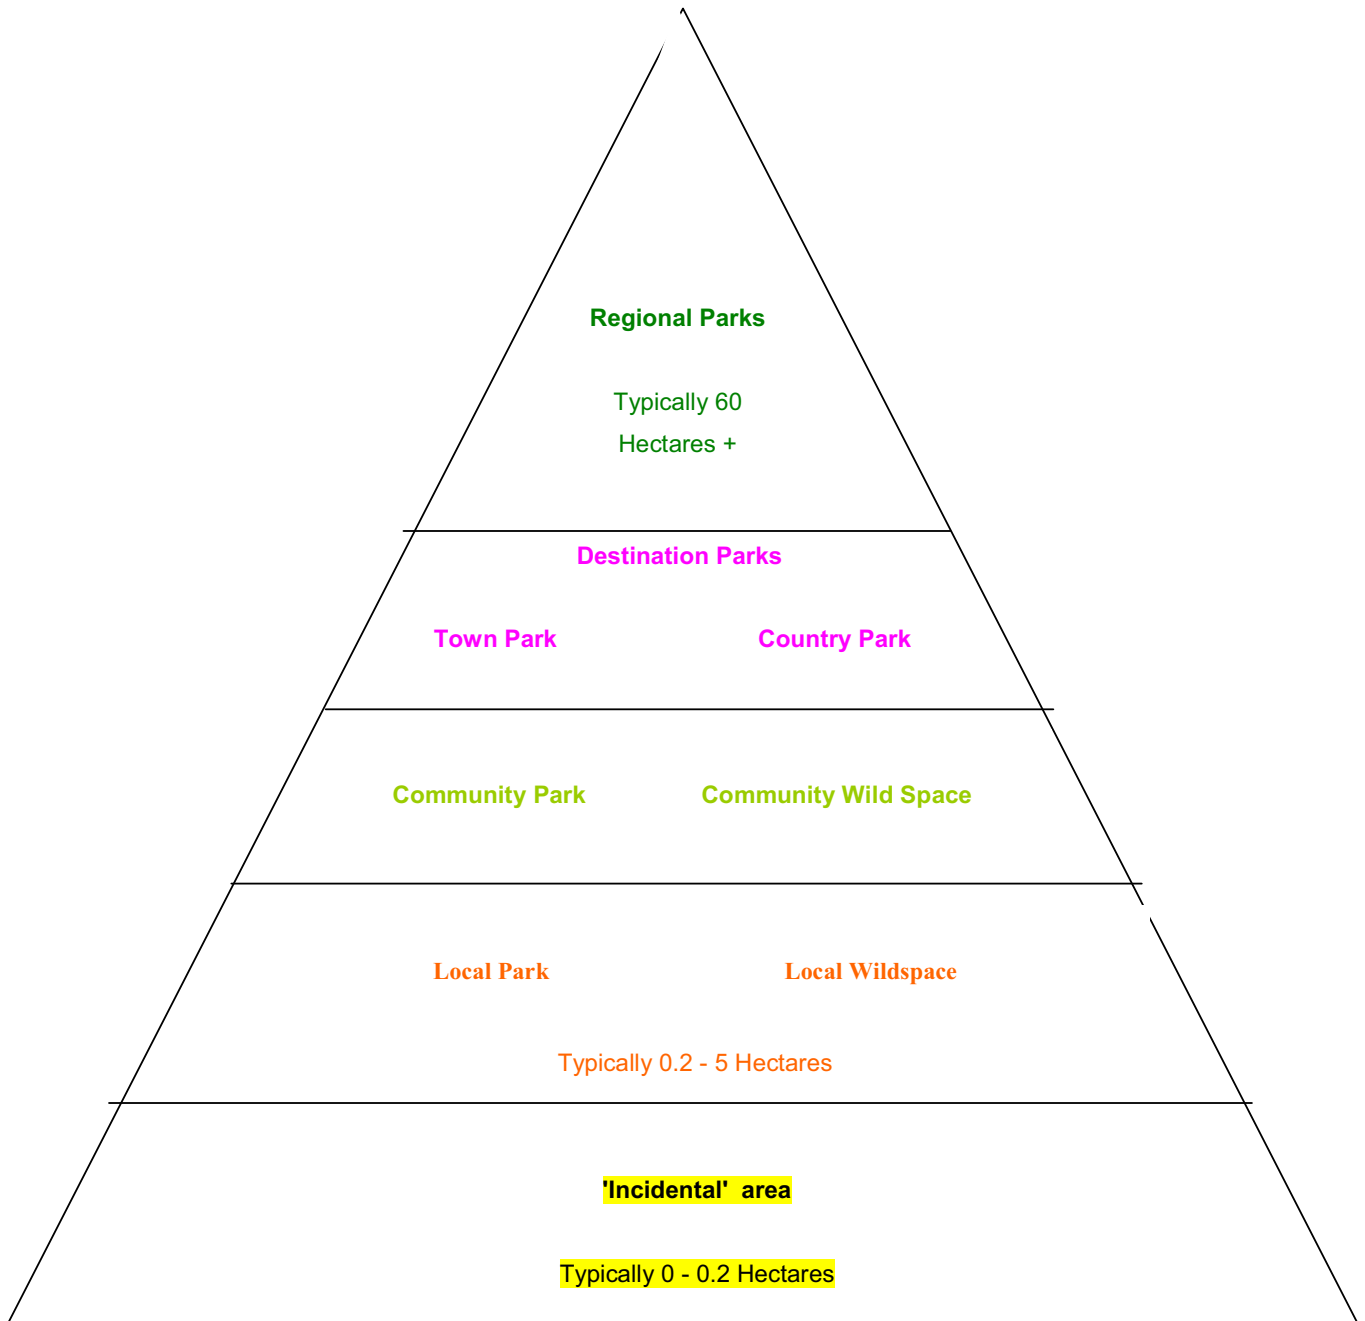 Regional Parks
Typically 60
Hectares +
Destination Parks
Town Park Country Park
Community Park Community Wild Space
Local Park Local Wildspace
Typically 0.2 - 5 Hectares
'Incidental' area
Typically 0 - 0.2 Hectares